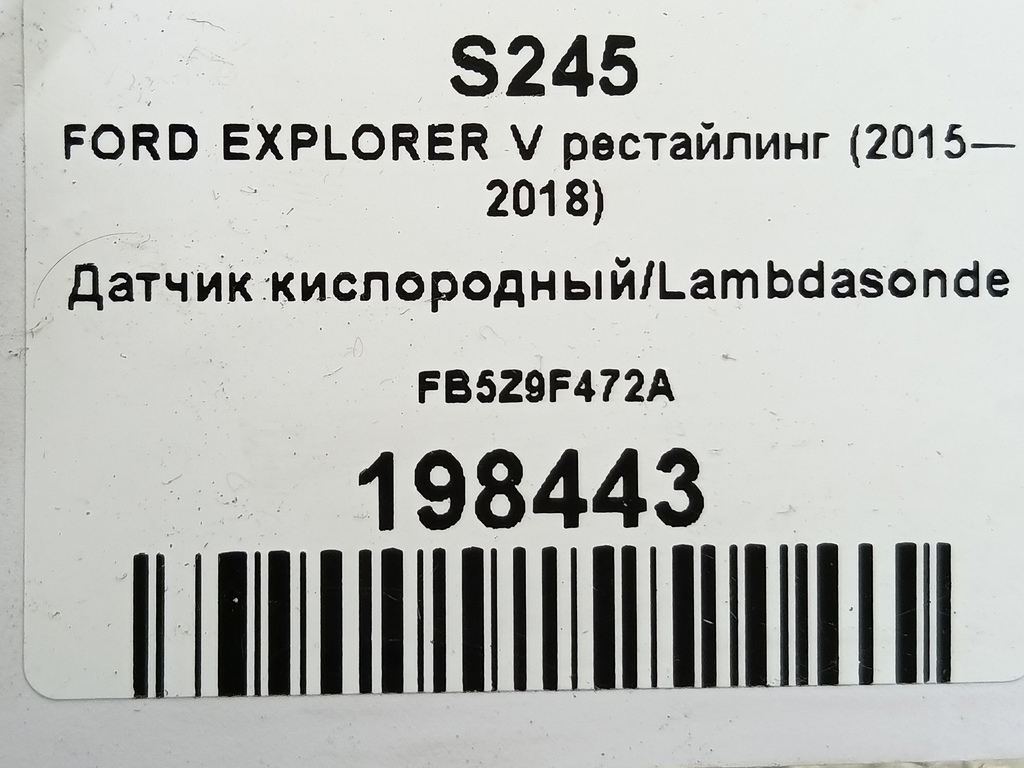 S245
FORD EXPLORER V рестайлинг (2015—
2018)
Датчик кислородный/Lambdasonde
FB5Z9F472A
198443